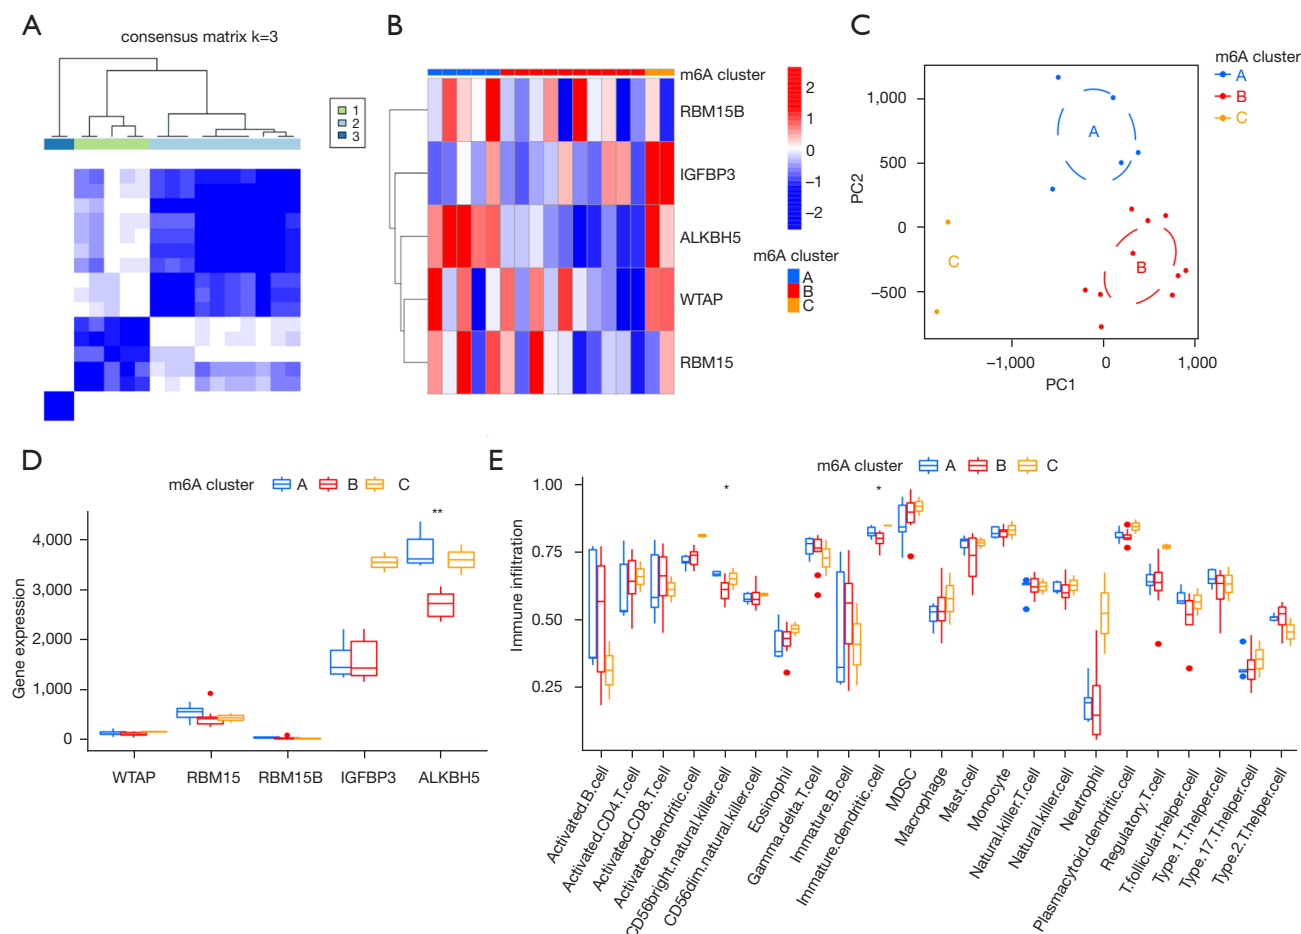 A
consensus matrix k=3
1
2
3
B
m6A cluster
RBM15B
IGFBP3
ALKBH5
WTAP
RBM15
2
1
0
−1
−2
m6A cluster
A
B
C
C
m6A cluster
A
B
C
PC2
1,000
500
0
−500
A
B
C
−1,000
0
1,000
PC1
D
m6A cluster A B C
Gene expression
4,000
3,000
2,000
1,000
0
**
WTAP
RBM15
RBM15B
IGFBP3
ALKBH5
E
m6A cluster A B C
Immune infiltration
1.00
0.75
0.50
0.25
*
*
Activated.B.cell
Activated.CD4.T.cell
Activated.CD8.T.cell
Activated.dendritic.cell
CD56bright.natural.killer.cell
CD56dim.natural.killer.cell
Eosinophil
Gamma.delta.T.cell
Immature.B.cell
Immature.dendritic.cell
MDSC
Macrophage
Mast.cell
Monocyte
Natural.killer.T.cell
Natural.killer.cell
Neutrophil
Plasmacytoid.dendritic.cell
Regulatory.T.cell
T.follicular.helper.cell
Type.1.T.helper.cell
Type.17.T.helper.cell
Type.2.T.helper.cell